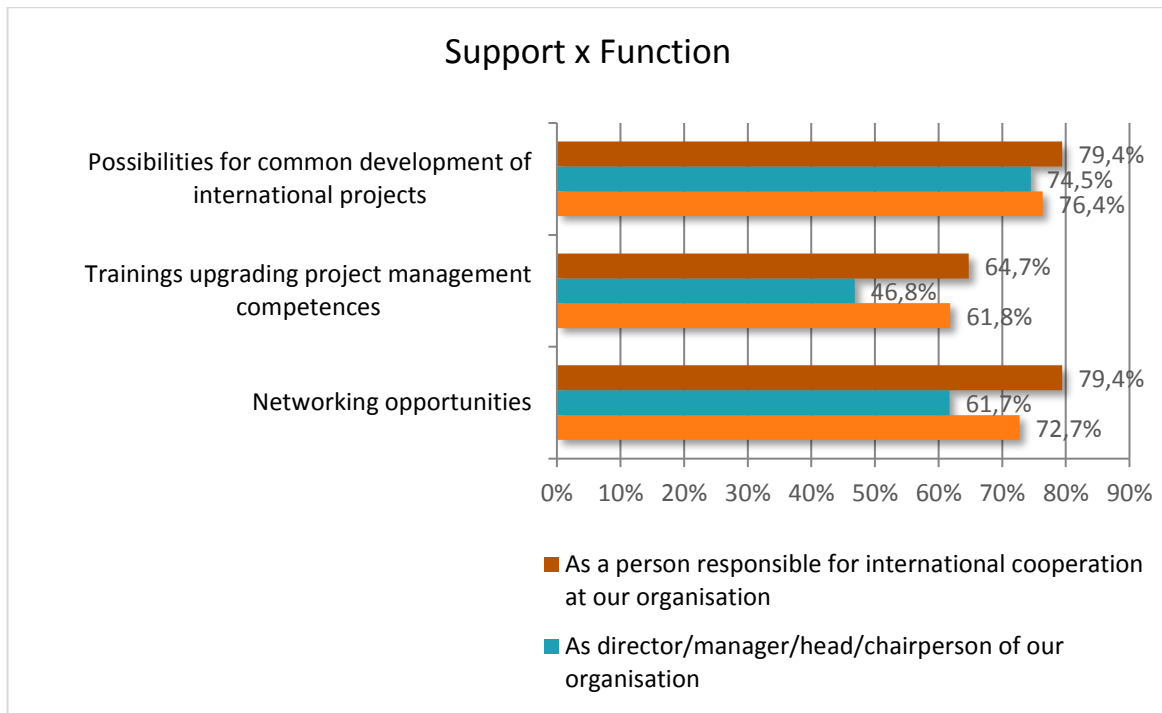 Support x Function
Possibilities for common development of
international projects
79,4%
74,5%
76,4%
Trainings upgrading project management
competences
64,7%
46,8%
61,8%
Networking opportunities
79,4%
61,7%
72,7%
0% 10% 20% 30% 40% 50% 60% 70% 80% 90%
As a person responsible for international cooperation
at our organisation
As director/manager/head/chairperson of our
organisation